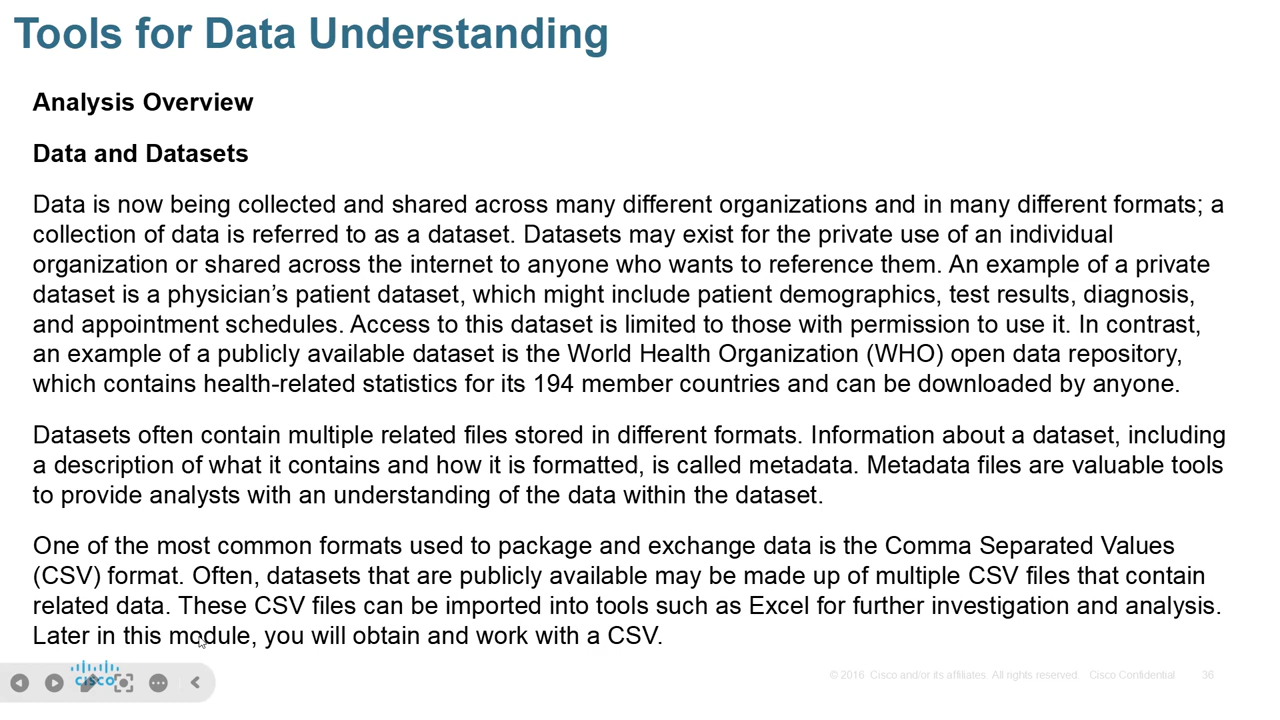 Tools for Data Understanding
Analysis Overview
Data and Datasets
Data is now being collected and shared across many different organizations and in many different formats; a
collection of data is referred to as a dataset. Datasets may exist for the private use of an individual
organization or shared across the internet to anyone who wants to reference them. An example of a private
dataset is a physician’s patient dataset, which might include patient demographics, test results, diagnosis,
and appointment schedules. Access to this dataset is limited to those with permission to use it. In contrast,
an example of a publicly available dataset is the World Health Organization (WHO) open data repository,
which contains health-related statistics for its 194 member countries and can be downloaded by anyone.
Datasets often contain multiple related files stored in different formats. Information about a dataset, including
a description of what it contains and how it is formatted, is called metadata. Metadata files are valuable tools
to provide analysts with an understanding of the data within the dataset.
One of the most common formats used to package and exchange data is the Comma Separated Values
(CSV) format. Often, datasets that are publicly available may be made up of multiple CSV files that contain
related data. These CSV files can be imported into tools such as Excel for further investigation and analysis.
Later in this module, you will obtain and work with a CSV.
CISCO
© 2016 Cisco and/or its affiliates. All rights reserved. Cisco Confidential 36